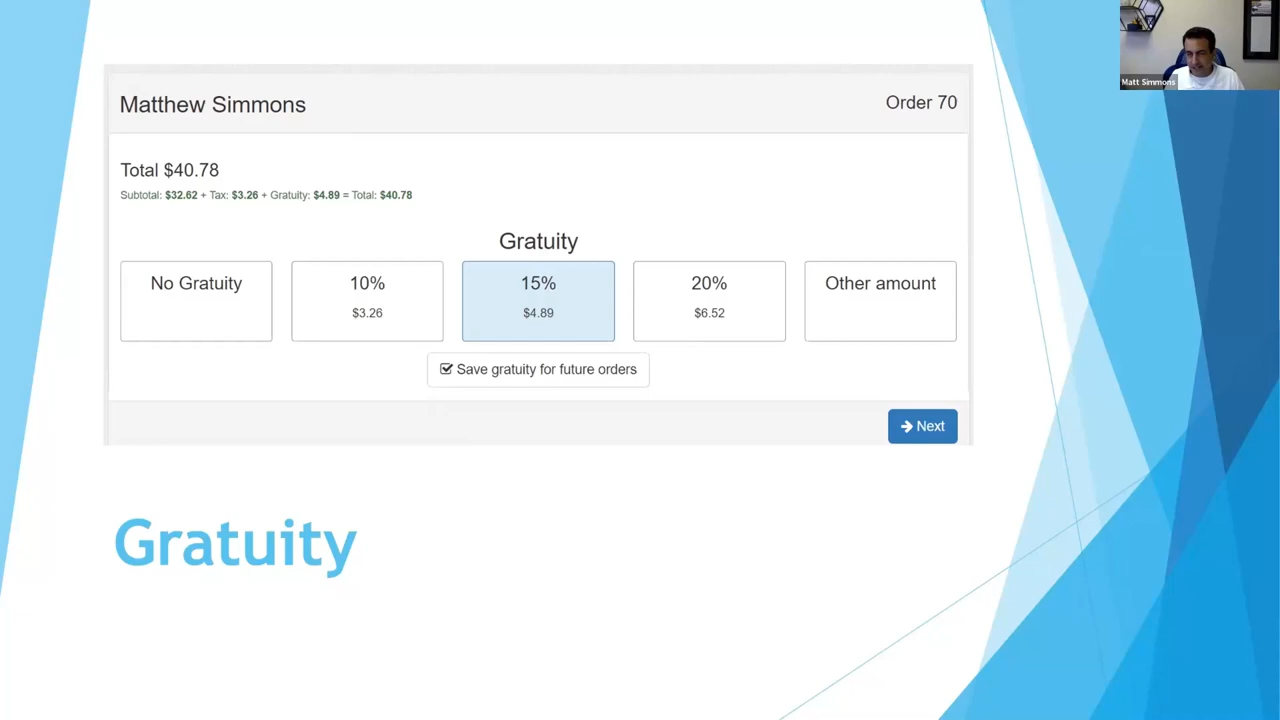 Matthew Simmons
Order 70
Total $40.78
Subtotal: $32.62 + Tax: $3.26 + Gratuity: $4.89 = Total: $40.78
Gratuity
No Gratuity
10%
$3.26
15%
$4.89
20%
$6.52
Other amount
Save gratuity for future orders
Next
Gratuity
Matt Simmons